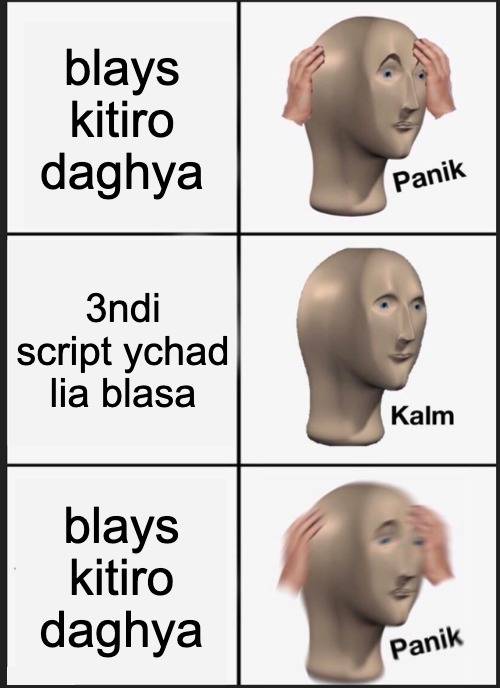 blays
kitiro
daghya
Panik
3ndi
script ychad
lia blasa
Kalm
blays
kitiro
daghya
Panik